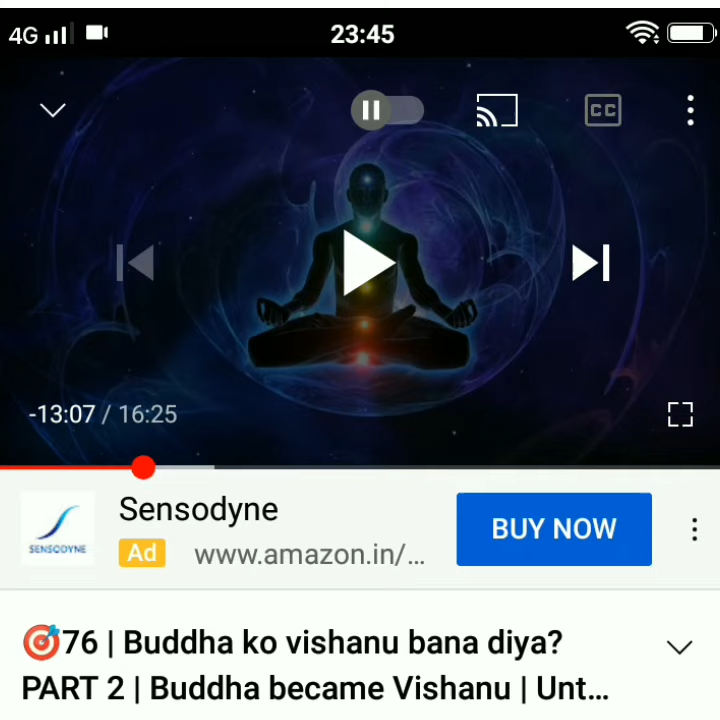 4G 23:45
CC
-13:07 / 16:25
Sensodyne
SENSODYNE
Ad www.amazon.in/...
BUY NOW
🎯76 | Buddha ko vishanu bana diya?
PART 2 | Buddha became Vishanu | Unt...